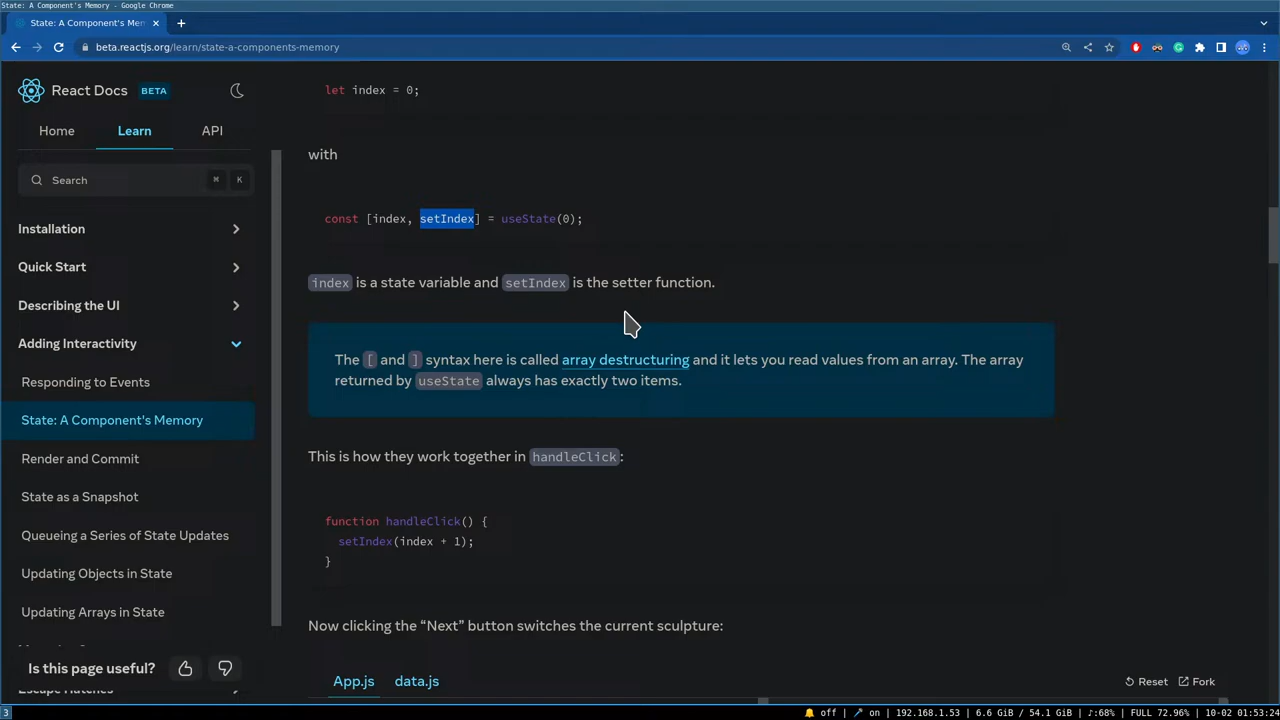 State: A Component's Memory - Google Chrome
State: A Component's Mem
beta.reactjs.org/learn/state-a-components-memory
React Docs BETA
Home Learn API
Search ⌘ K
Installation
Quick Start
Describing the UI
Adding Interactivity
Responding to Events
State: A Component's Memory
Render and Commit
State as a Snapshot
Queueing a Series of State Updates
Updating Objects in State
Updating Arrays in State
Is this page useful?
Escape Hatches
let index = 0;
with
const [index, setIndex] = useState(0);
index is a state variable and setIndex is the setter function.
The [ and ] syntax here is called array destructuring and it lets you read values from an array. The array
returned by useState always has exactly two items.
This is how they work together in handleClick:
function handleClick() {
setIndex(index + 1);
}
Now clicking the “Next” button switches the current sculpture:
App.js data.js Reset Fork
3 off / on | 192.168.1.53 | 6.6 GiB / 54.1 GiB | ♪:68% | FULL 72.96% | 10-02 01:53:24